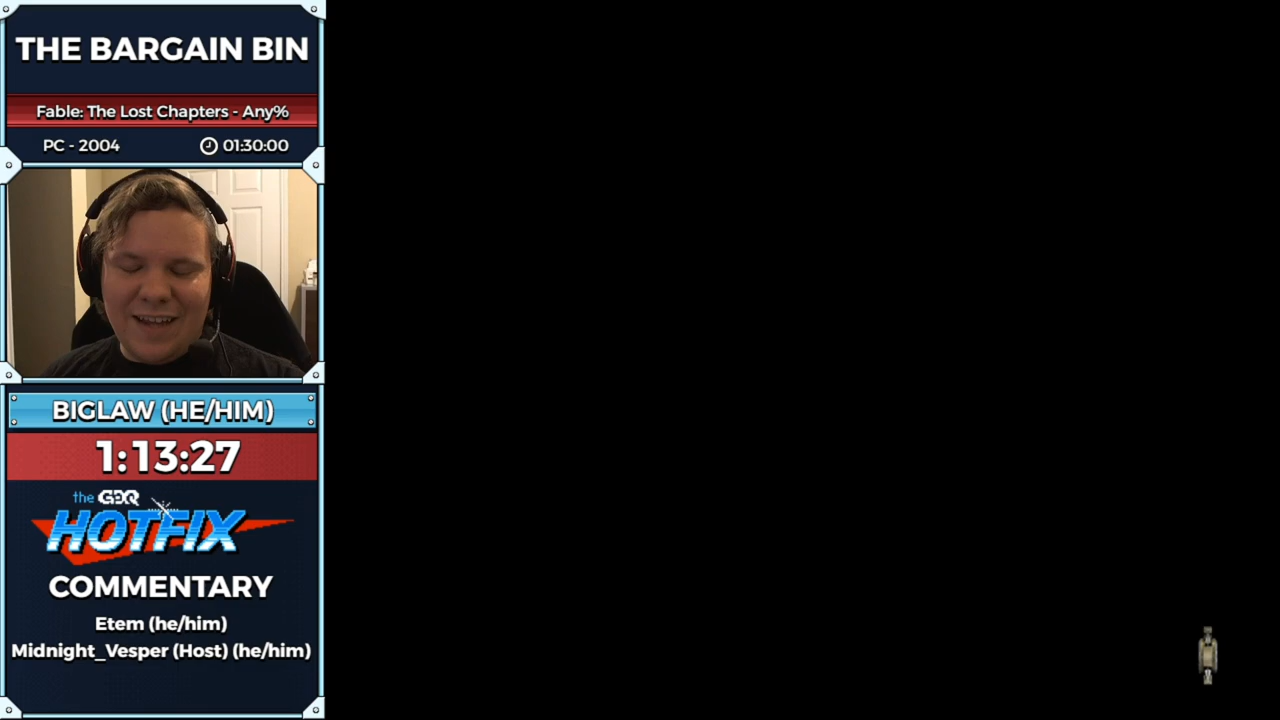 THE BARGAIN BIN
Fable: The Lost Chapters - Any%
PC - 2004
01:30:00
BIGLAW (HE/HIM)
1:13:27
the GDQ
HOTFIX
COMMENTARY
Etem (he/him)
Midnight_Vesper (Host) (he/him)